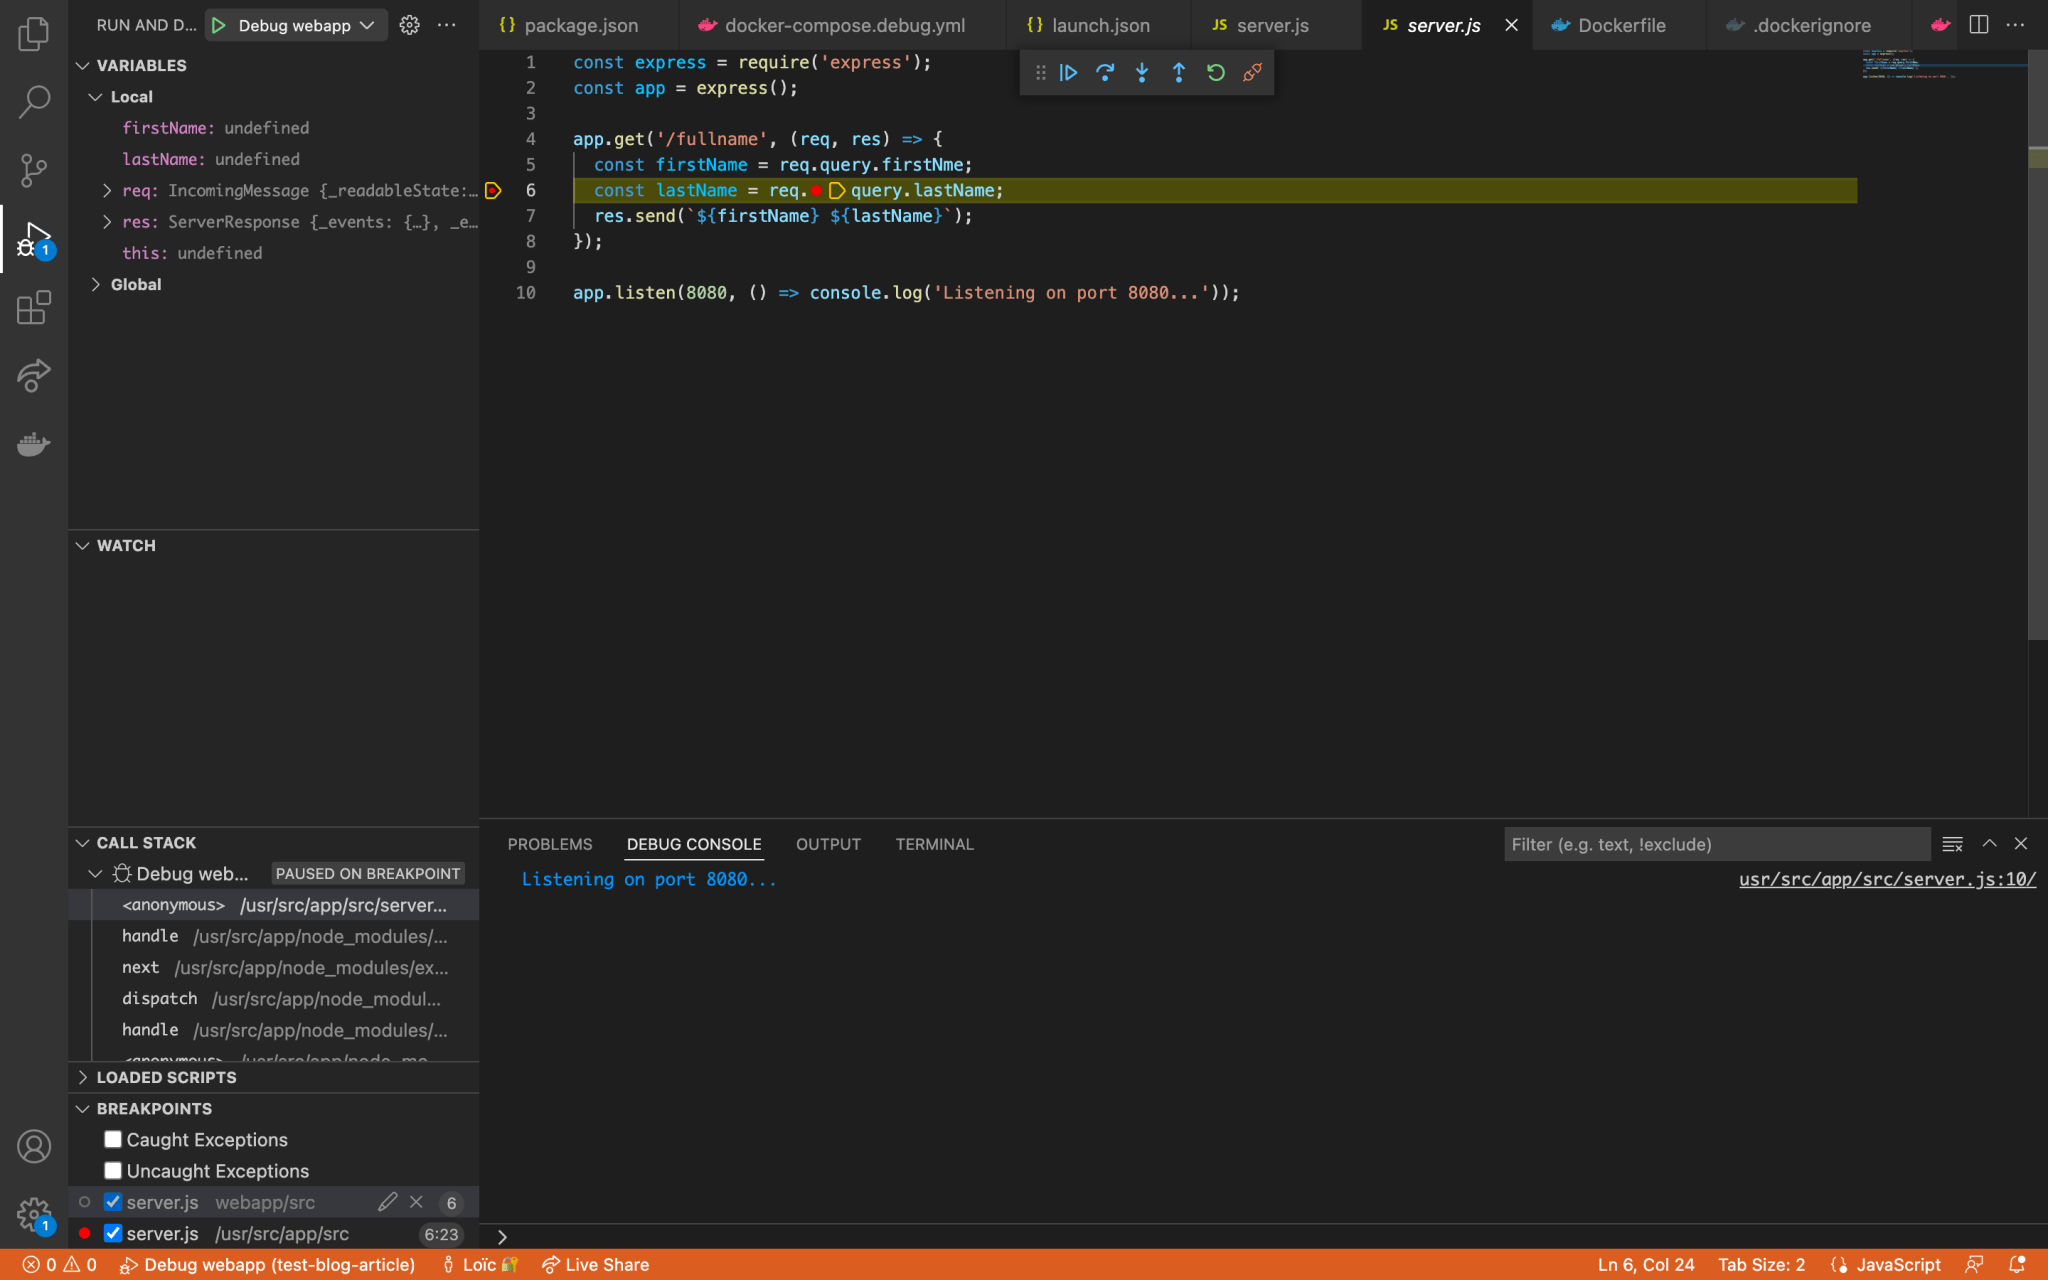 RUN AND D... Debug webapp
package.json docker-compose.debug.yml launch.json JS server.js JS server.js Dockerfile .dockerignore
VARIABLES
Local
firstName: undefined
lastName: undefined
req: IncomingMessage {_readableState:...
res: ServerResponse {_events: {…}, _e...
this: undefined
Global
1
WATCH
CALL STACK
Debug web... PAUSED ON BREAKPOINT
<anonymous> /usr/src/app/src/server...
handle /usr/src/app/node_modules/...
next /usr/src/app/node_modules/ex...
dispatch /usr/src/app/node_modul...
handle /usr/src/app/node_modules/...
<anonymous> /usr/src/app/node_mo...
LOADED SCRIPTS
BREAKPOINTS
Caught Exceptions
Uncaught Exceptions
server.js webapp/src 6
server.js /usr/src/app/src 6:23
1
1 const express = require('express');
2 const app = express();
3
4 app.get('/fullname', (req, res) => {
5 const firstName = req.query.firstNme;
6 const lastName = req.query.lastName;
7 res.send(`${firstName} ${lastName}`);
8 });
9
10 app.listen(8080, () => console.log('Listening on port 8080...'));
PROBLEMS DEBUG CONSOLE OUTPUT TERMINAL Filter (e.g. text, !exclude)
Listening on port 8080... usr/src/app/src/server.js:10/
0 0 Debug webapp (test-blog-article) Loïc Live Share Ln 6, Col 24 Tab Size: 2 JavaScript